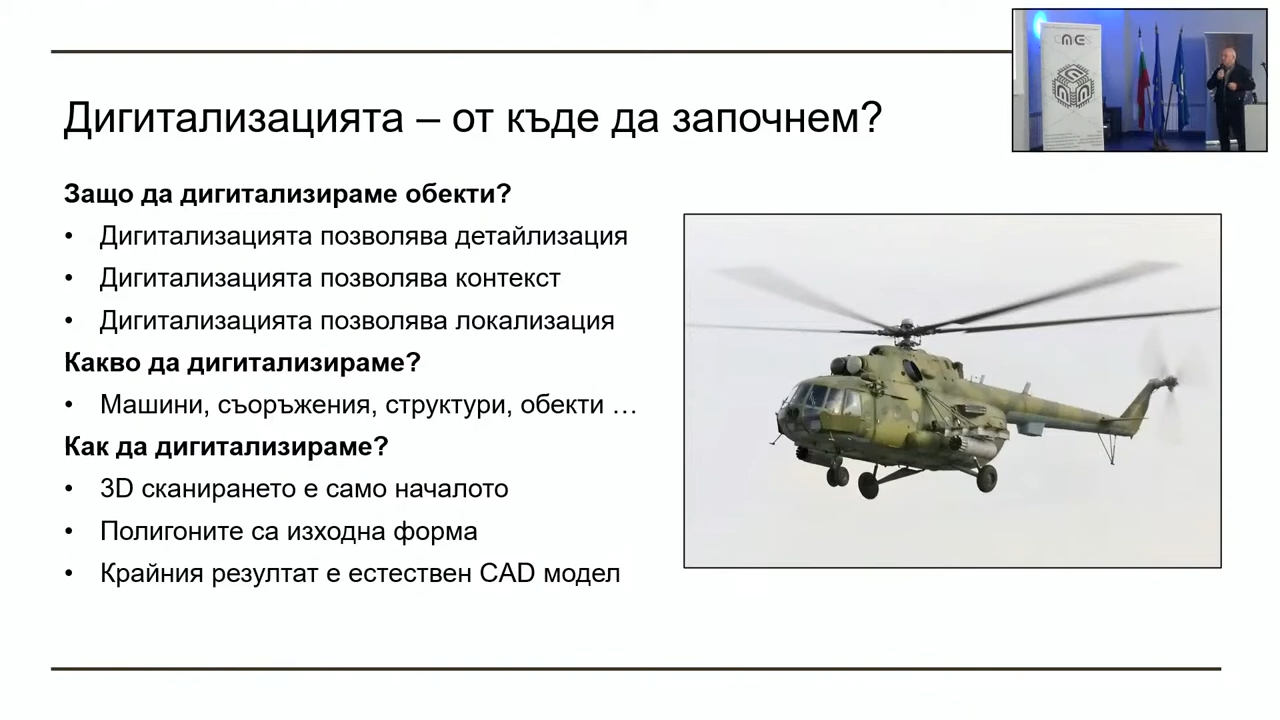 Дигитализацията – от къде да започнем?
Защо да дигитализираме обекти?
• Дигитализацията позволява детайлизация
• Дигитализацията позволява контекст
• Дигитализацията позволява локализация
Какво да дигитализираме?
• Машини, съоръжения, структури, обекти …
Как да дигитализираме?
• 3D сканирането е само началото
• Полигоните са изходна форма
• Крайния резултат е естествен CAD модел